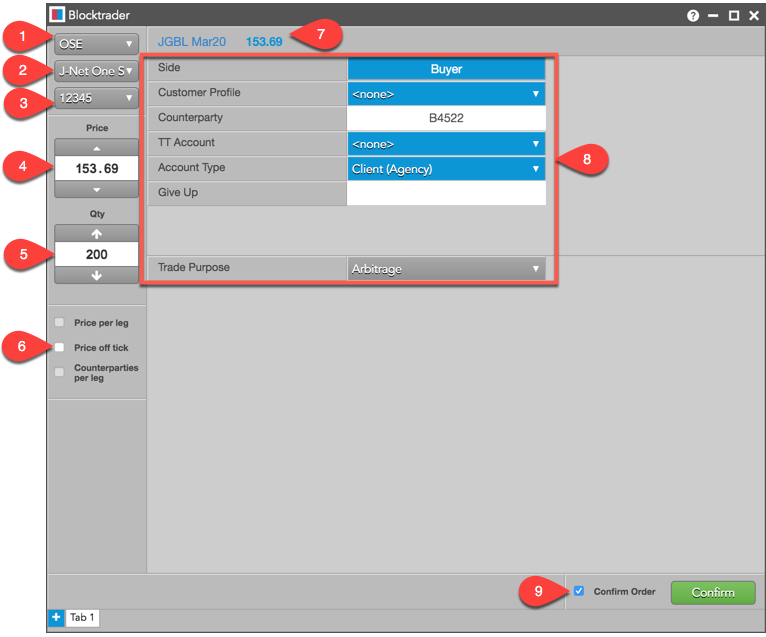 Blocktrader
?
1
OSE
JGBL Mar20 153.69
7
2
J-Net One S
3
12345
Price
4
153.69
Qty
5
200
Price per leg
6
Price off tick
Counterparties
per leg
Side Buyer
Customer Profile <none>
Counterparty B4522
TT Account <none>
Account Type Client (Agency)
Give Up
8
Trade Purpose Arbitrage
9
Confirm Order
Confirm
+ Tab 1